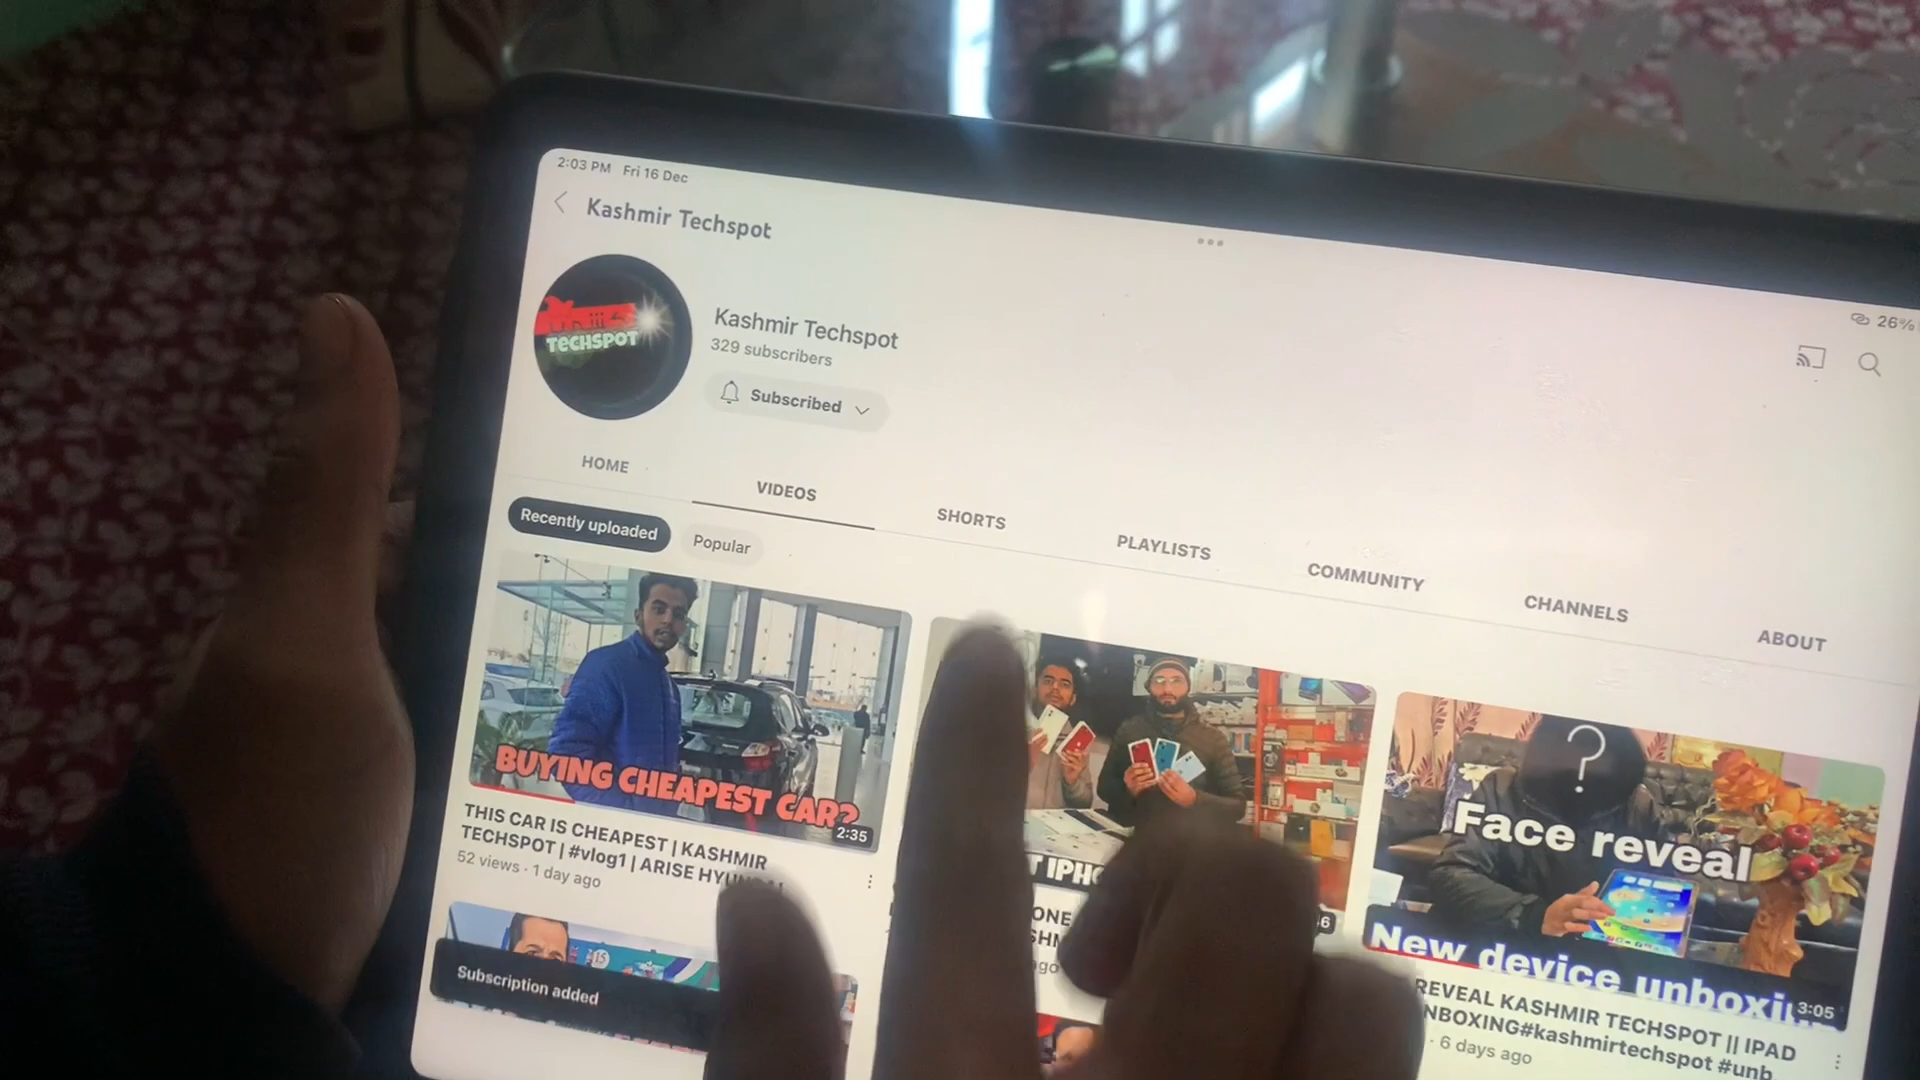 2:03 PM Fri 16 Dec
26%
Kashmir Techspot
TECHSPOT
Kashmir Techspot
329 subscribers
Subscribed
HOME
VIDEOS
SHORTS
PLAYLISTS
COMMUNITY
CHANNELS
ABOUT
Recently uploaded
Popular
BUYING CHEAPEST CAR?
2:35
THIS CAR IS CHEAPEST | KASHMIR
TECHSPOT | #vlog1 | ARISE
52 views · 1 day ago
?
Face reveal
New device
3:05
REVEAL KASHMIR TECHSPOT || IPAD
#kashmirtechspot #unb
· 6 days ago
15
Subscription added